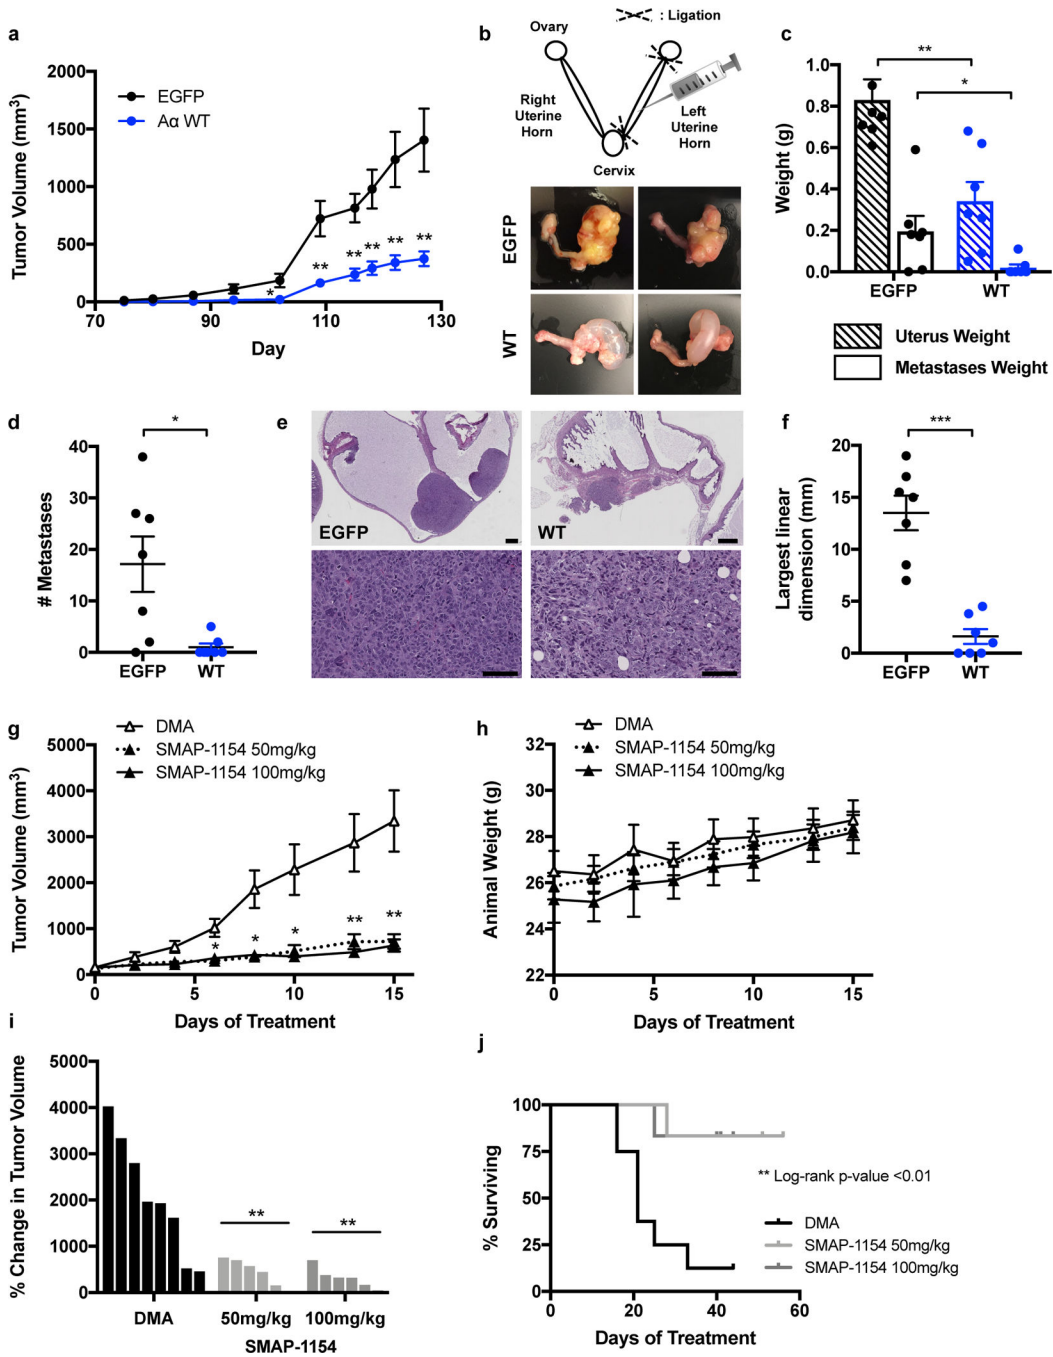 a
Tumor Volume (mm³)
2000
1500
1000
500
0
70
90
110
130
Day
EGFP
Aα WT
*
**
**
**
**
**
b
Ovary
: Ligation
Right
Uterine
Horn
Left
Uterine
Horn
Cervix
EGFP
WT
c
Weight (g)
1.0
0.8
0.6
0.4
0.2
0.0
**
*
EGFP
WT
Uterus Weight
Metastases Weight
d
# Metastases
40
30
20
10
0
*
EGFP
WT
e
EGFP
WT
f
Largest linear
dimension (mm)
20
15
10
5
0
***
EGFP
WT
g
DMA
SMAP-1154 50mg/kg
SMAP-1154 100mg/kg
Tumor Volume (mm³)
5000
4000
3000
2000
1000
0
*
*
*
**
**
0
5
10
15
Days of Treatment
h
DMA
SMAP-1154 50mg/kg
SMAP-1154 100mg/kg
Animal Weight (g)
32
30
28
26
24
22
0
5
10
15
Days of Treatment
i
% Change in Tumor Volume
5000
4000
3000
2000
1000
0
**
**
DMA
50mg/kg
100mg/kg
SMAP-1154
j
% Surviving
100
75
50
25
0
** Log-rank p-value <0.01
DMA
SMAP-1154 50mg/kg
SMAP-1154 100mg/kg
0
20
40
60
Days of Treatment